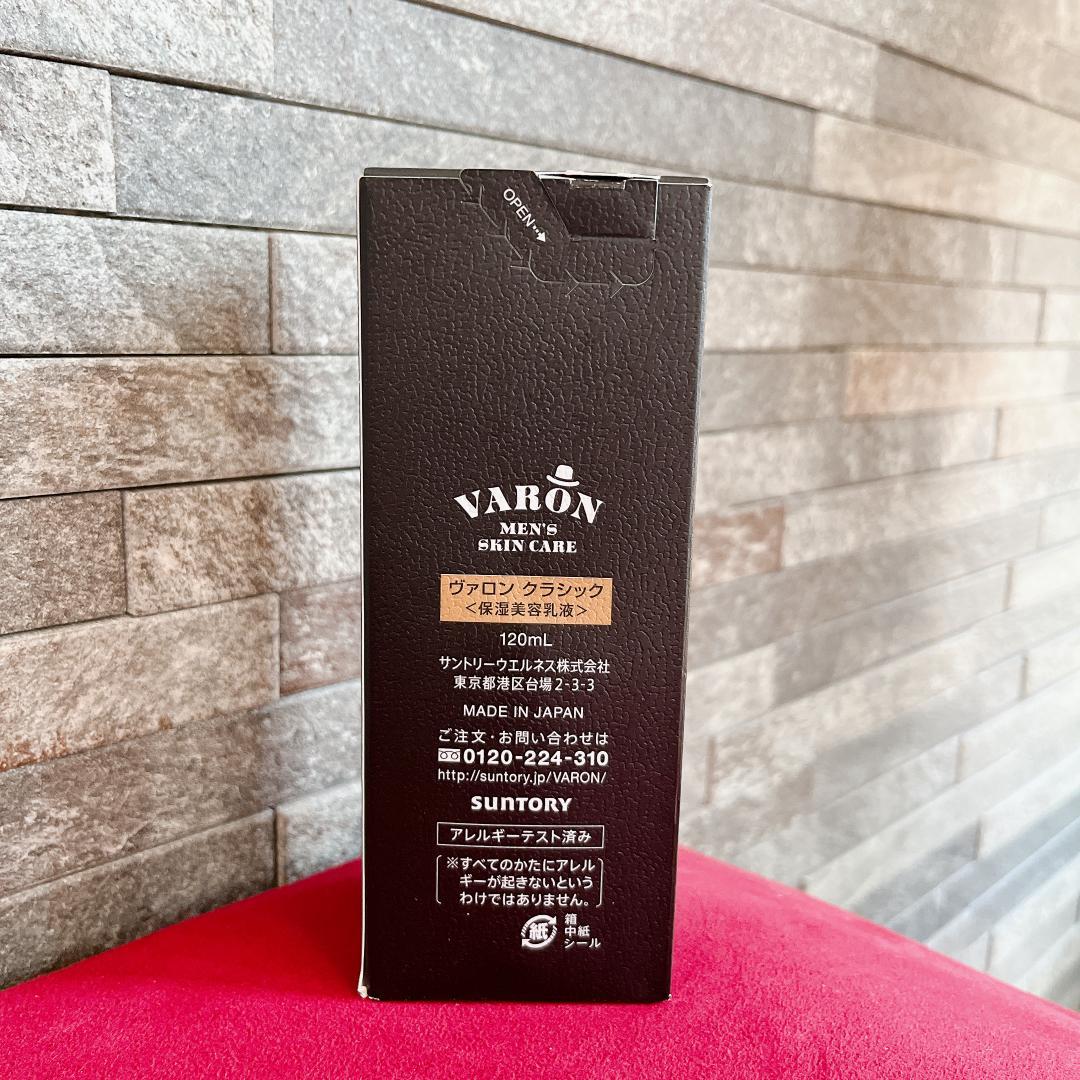 OPEN
VARON
MEN'S
SKIN CARE
ヴァロン クラシック
<保湿美容乳液>
120mL
サントリーウエルネス株式会社
東京都港区台場2-3-3
MADE IN JAPAN
ご注文・お問い合わせは
0120-224-310
http://suntory.jp/VARON/
SUNTORY
アレルギーテスト済み
※すべてのかたにアレル
ギーが起きないという
わけではありません。
紙
箱
中紙
シール